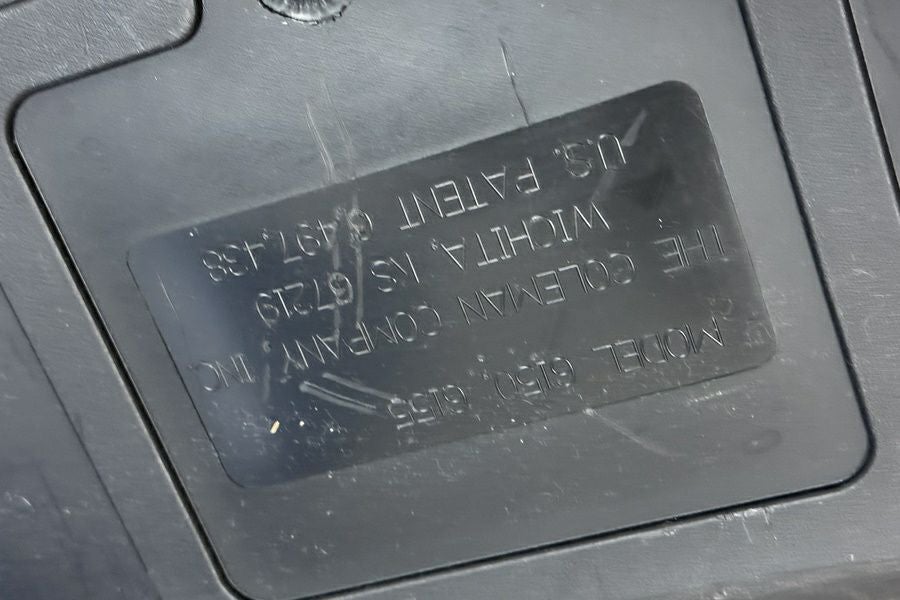 MODEL 6150, 6155
THE COLEMAN COMPANY INC.
WICHITA, KS 67219
U.S. PATENT 6,497,438